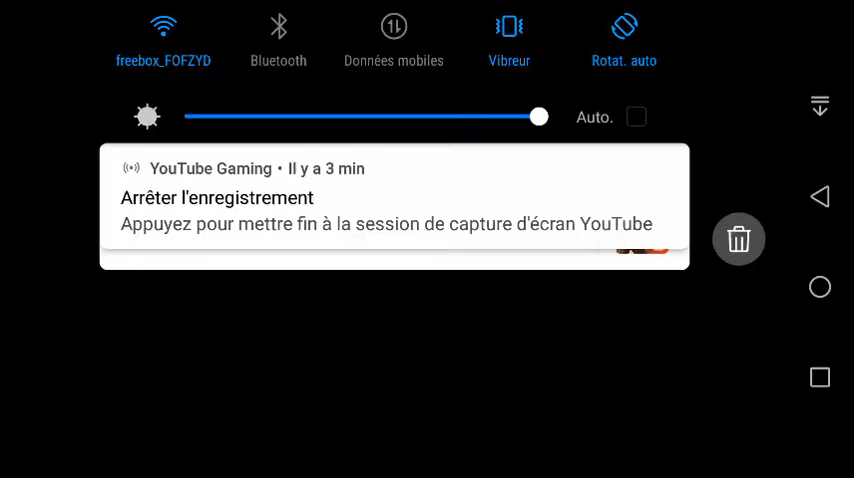 freebox_FOFZYD Bluetooth Données mobiles Vibreur Rotat. auto
Auto.
YouTube Gaming • Il y a 3 min
Arrêter l'enregistrement
Appuyez pour mettre fin à la session de capture d'écran YouTube